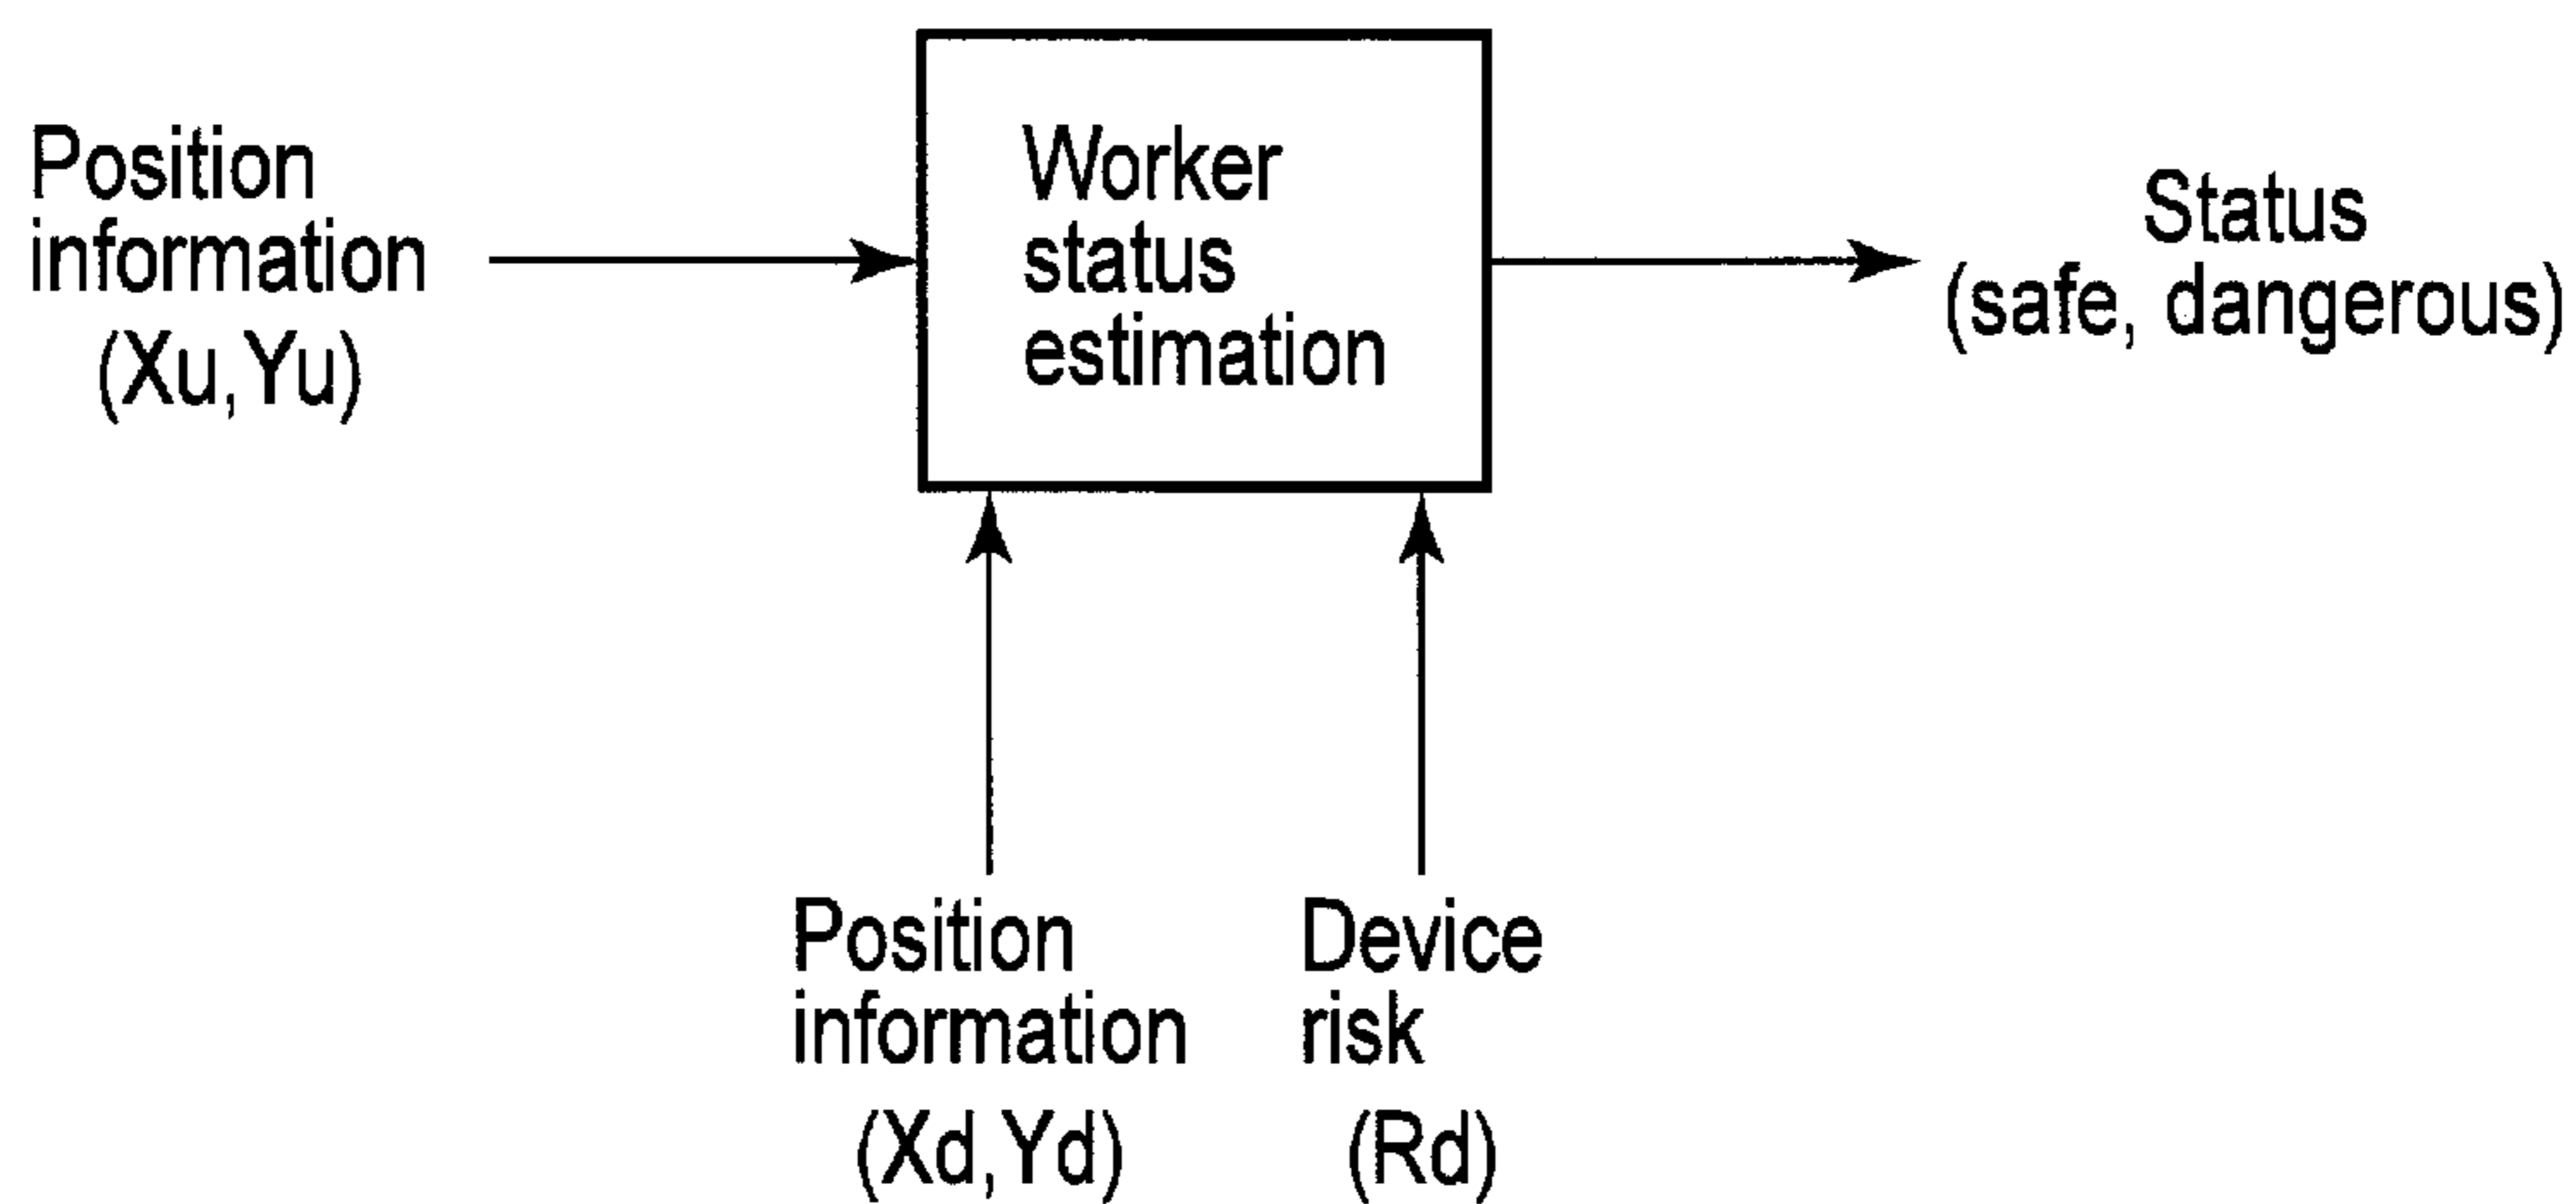 Position
information
(Xu,Yu)
Worker
status
estimation
Status
(safe, dangerous)
Position
information
(Xd,Yd)
Device
risk
(Rd)